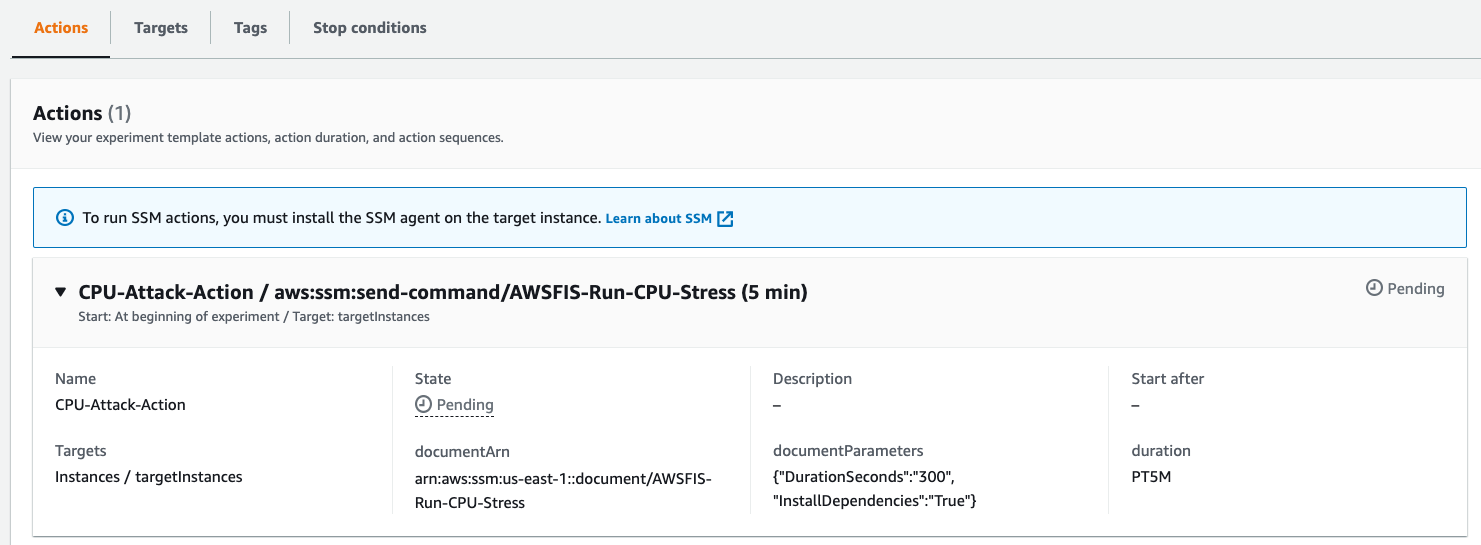 Actions
Targets
Tags
Stop conditions
Actions (1)
View your experiment template actions, action duration, and action sequences.
To run SSM actions, you must install the SSM agent on the target instance. Learn about SSM
CPU-Attack-Action / aws:ssm:send-command/AWSFIS-Run-CPU-Stress (5 min)
Pending
Start: At beginning of experiment / Target: targetInstances
Name
CPU-Attack-Action
Targets
Instances / targetInstances
State
Pending
documentArn
arn:aws:ssm:us-east-1::document/AWSFIS-
Run-CPU-Stress
Description
–
documentParameters
{"DurationSeconds":"300",
"InstallDependencies":"True"}
Start after
–
duration
PT5M